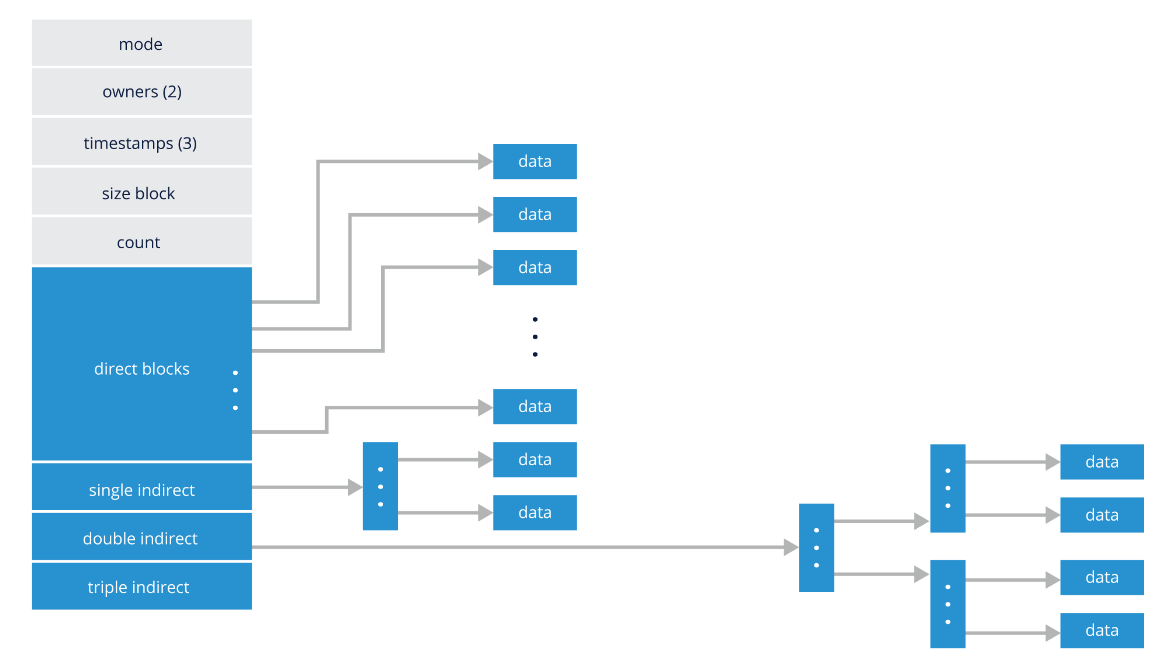 mode
owners (2)
timestamps (3)
size block
count
direct blocks
single indirect
double indirect
triple indirect
data
data
data
data
data
data
data
data
data
data